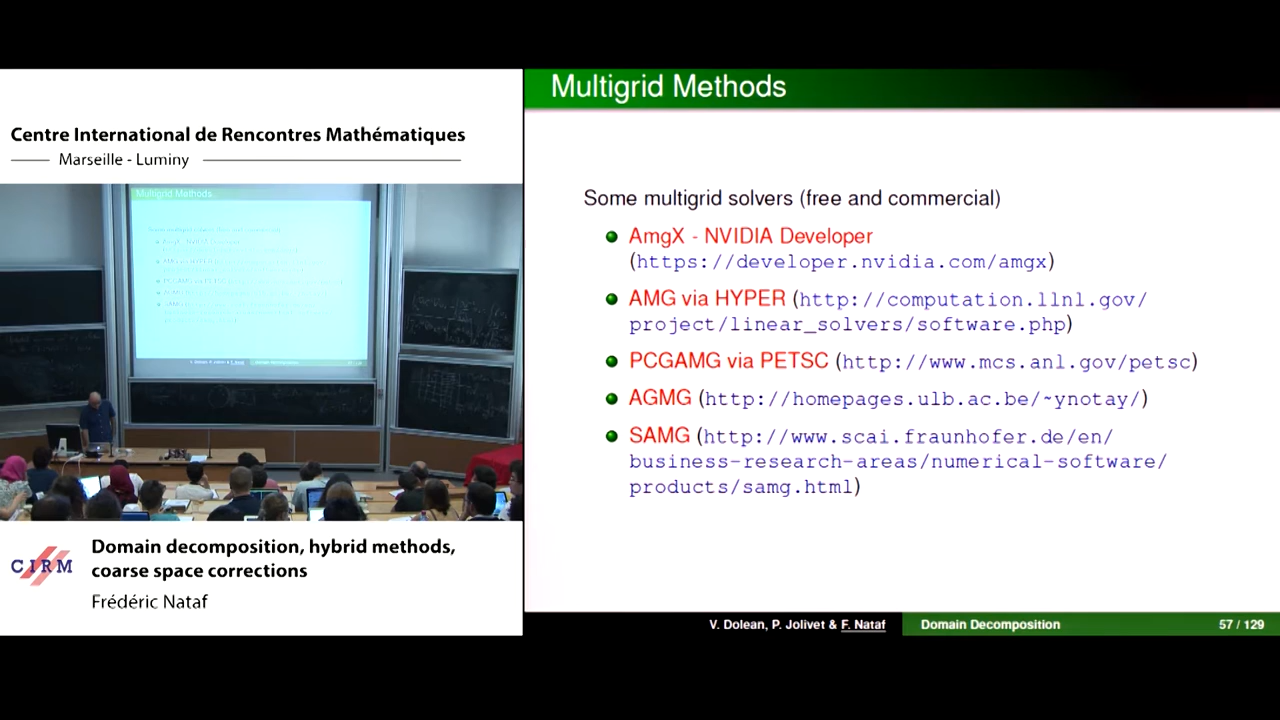 Centre International de Rencontres Mathématiques
Marseille - Luminy
Multigrid Methods
Domain decomposition, hybrid methods,
coarse space corrections
CIRM
Frédéric Nataf
Multigrid Methods
Some multigrid solvers (free and commercial)
AmgX - NVIDIA Developer
(https://developer.nvidia.com/amgx)
AMG via HYPER (http://computation.llnl.gov/
project/linear_solvers/software.php)
PCGAMG via PETSC (http://www.mcs.anl.gov/petsc)
AGMG (http://homepages.ulb.ac.be/~ynotay/)
SAMG (http://www.scai.fraunhofer.de/en/
business-research-areas/numerical-software/
products/samg.html)
V. Dolean, P. Jolivet & F. Nataf
Domain Decomposition
57 / 129